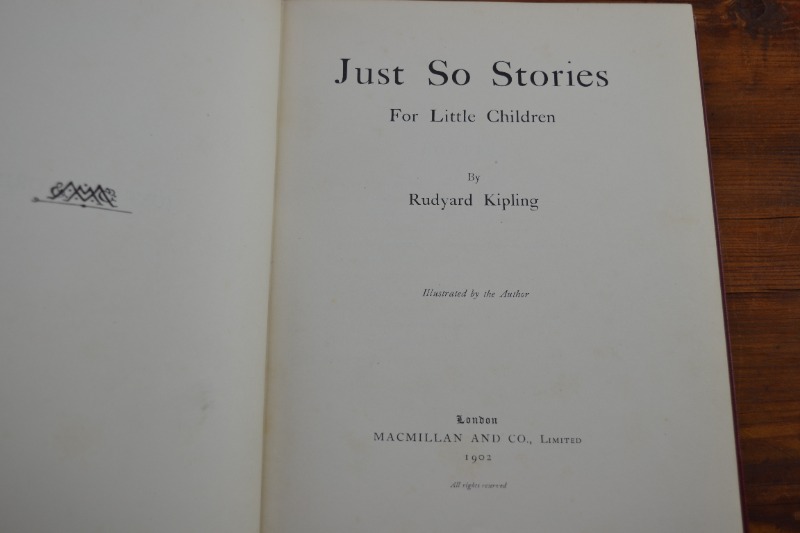 Just So Stories
For Little Children
By
Rudyard Kipling
Illustrated by the Author
London
MACMILLAN AND CO., LIMITED
1902
All rights reserved